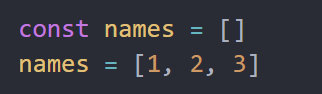 const names = []
names = [1, 2, 3]